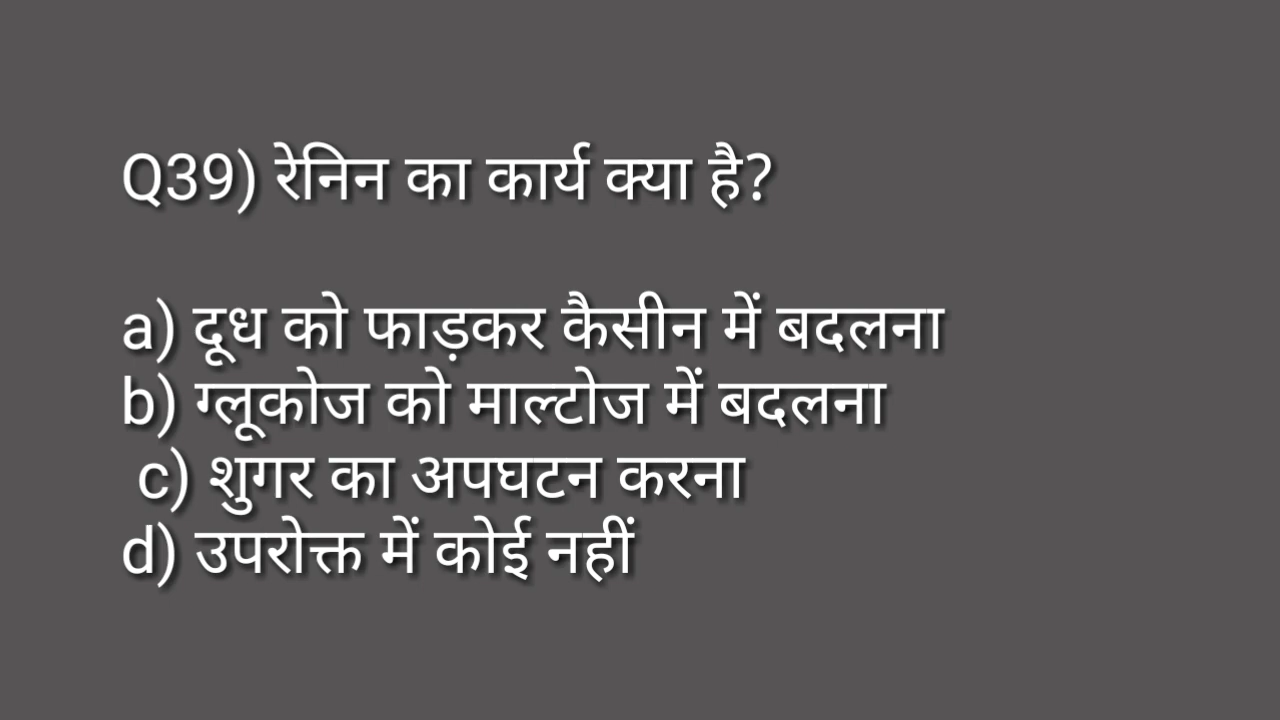 Q39) रेनिन का कार्य क्या है?
a) दूध को फाड़कर कैसीन में बदलना
b) ग्लूकोज को माल्टोज में बदलना
c) शुगर का अपघटन करना
d) उपरोक्त में कोई नहीं